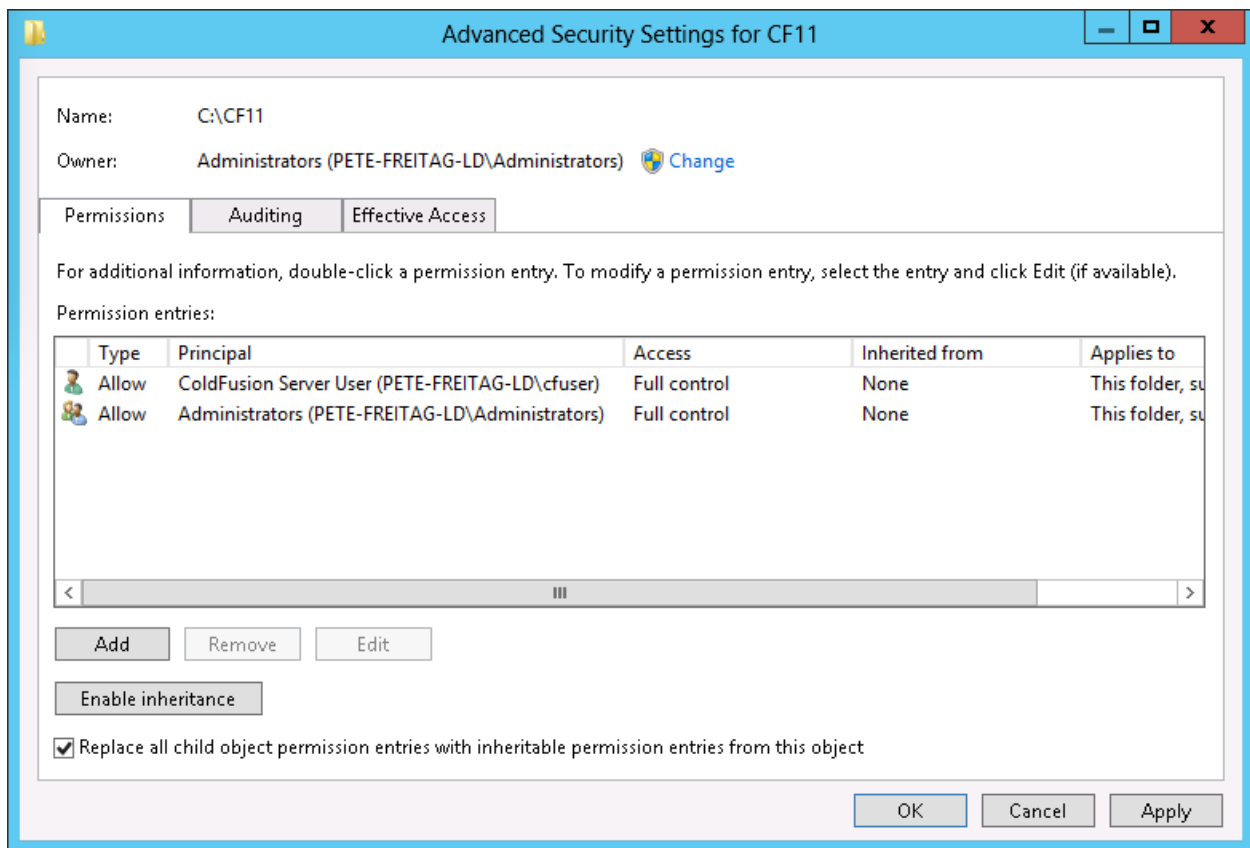 Advanced Security Settings for CF11
Name: C:\CF11
Owner: Administrators (PETE-FREITAG-LD\Administrators) Change
Permissions Auditing Effective Access
For additional information, double-click a permission entry. To modify a permission entry, select the entry and click Edit (if available).
Permission entries:
Type Principal Access Inherited from Applies to
Allow ColdFusion Server User (PETE-FREITAG-LD\cfuser) Full control None This folder, su
Allow Administrators (PETE-FREITAG-LD\Administrators) Full control None This folder, su
Add Remove Edit
Enable inheritance
Replace all child object permission entries with inheritable permission entries from this object
OK Cancel Apply